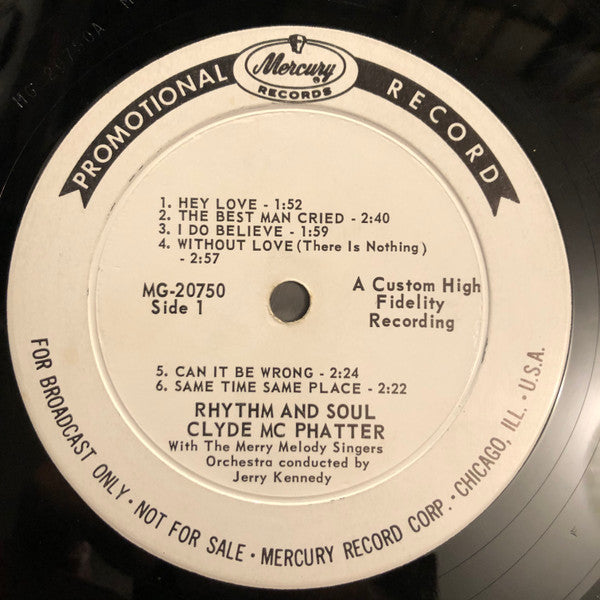 MG 20750A
PROMOTIONAL RECORD
Mercury
®
RECORDS
1. HEY LOVE - 1:52
2. THE BEST MAN CRIED - 2:40
3. I DO BELIEVE - 1:59
4. WITHOUT LOVE (There Is Nothing)
- 2:57
MG-20750
Side 1
A Custom High
Fidelity
Recording
5. CAN IT BE WRONG - 2:24
6. SAME TIME SAME PLACE - 2:22
RHYTHM AND SOUL
CLYDE MC PHATTER
With The Merry Melody Singers
Orchestra conducted by
Jerry Kennedy
FOR BROADCAST ONLY • NOT FOR SALE • MERCURY RECORD CORP. • CHICAGO, ILL. • U.S.A.